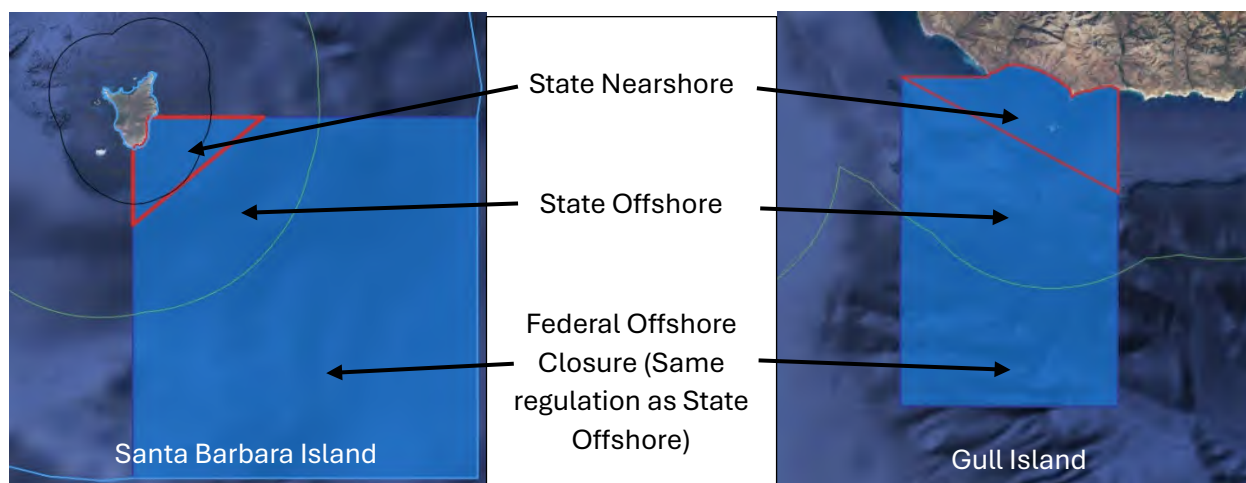 State Nearshore
State Offshore
Federal Offshore
Closure (Same
regulation as State
Offshore)
Santa Barbara Island
Gull Island